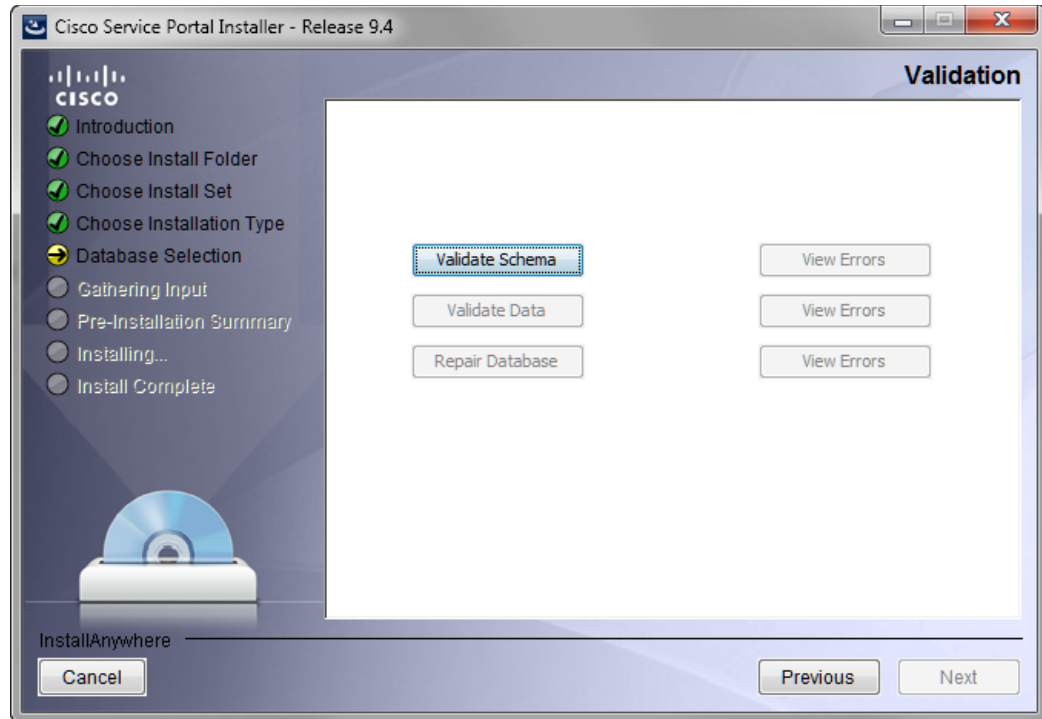 Cisco Service Portal Installer - Release 9.4
CISCO
Validation
Introduction
Choose Install Folder
Choose Install Set
Choose Installation Type
Database Selection
Gathering Input
Pre-Installation Summary
Installing...
Install Complete
Validate Schema
View Errors
Validate Data
View Errors
Repair Database
View Errors
InstallAnywhere
Cancel
Previous
Next